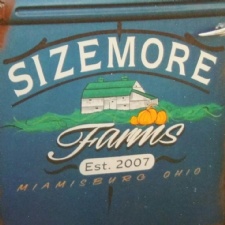 SIZEMORE
Farms
Est. 2007
MIAMISBURG OHIO